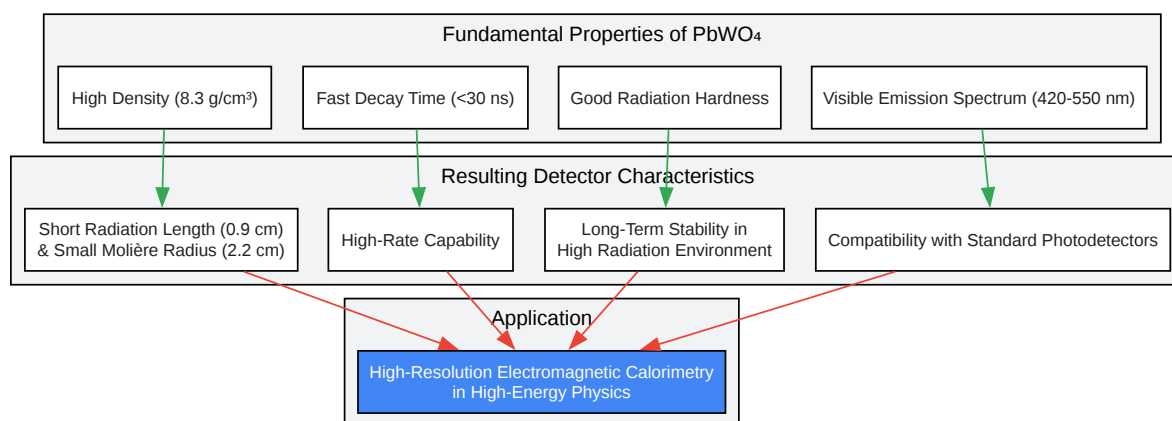 Fundamental Properties of PbWO₄
High Density (8.3 g/cm³)
Fast Decay Time (<30 ns)
Good Radiation Hardness
Visible Emission Spectrum (420-550 nm)
Resulting Detector Characteristics
Short Radiation Length (0.9 cm)
& Small Molière Radius (2.2 cm)
High-Rate Capability
Long-Term Stability in
High Radiation Environment
Compatibility with Standard Photodetectors
Application
High-Resolution Electromagnetic Calorimetry
in High-Energy Physics